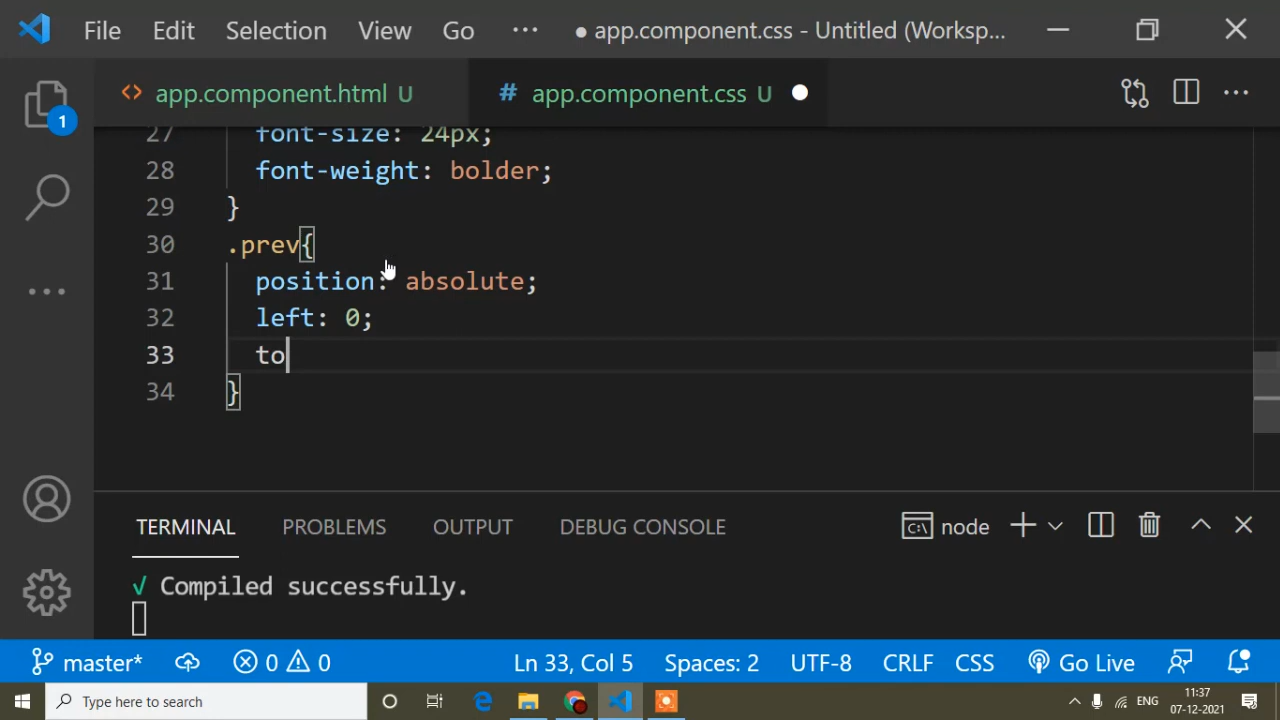 File Edit Selection View Go ··· ● app.component.css - Untitled (Worksp...
<> app.component.html U # app.component.css U ●
27 font-size: 24px;
28 font-weight: bolder;
29 }
30 .prev{
31 position: absolute;
32 left: 0;
33 to
34 }
1
TERMINAL PROBLEMS OUTPUT DEBUG CONSOLE node
√ Compiled successfully.
master* 0 0 Ln 33, Col 5 Spaces: 2 UTF-8 CRLF CSS Go Live
Type here to search ENG 11:37
07-12-2021